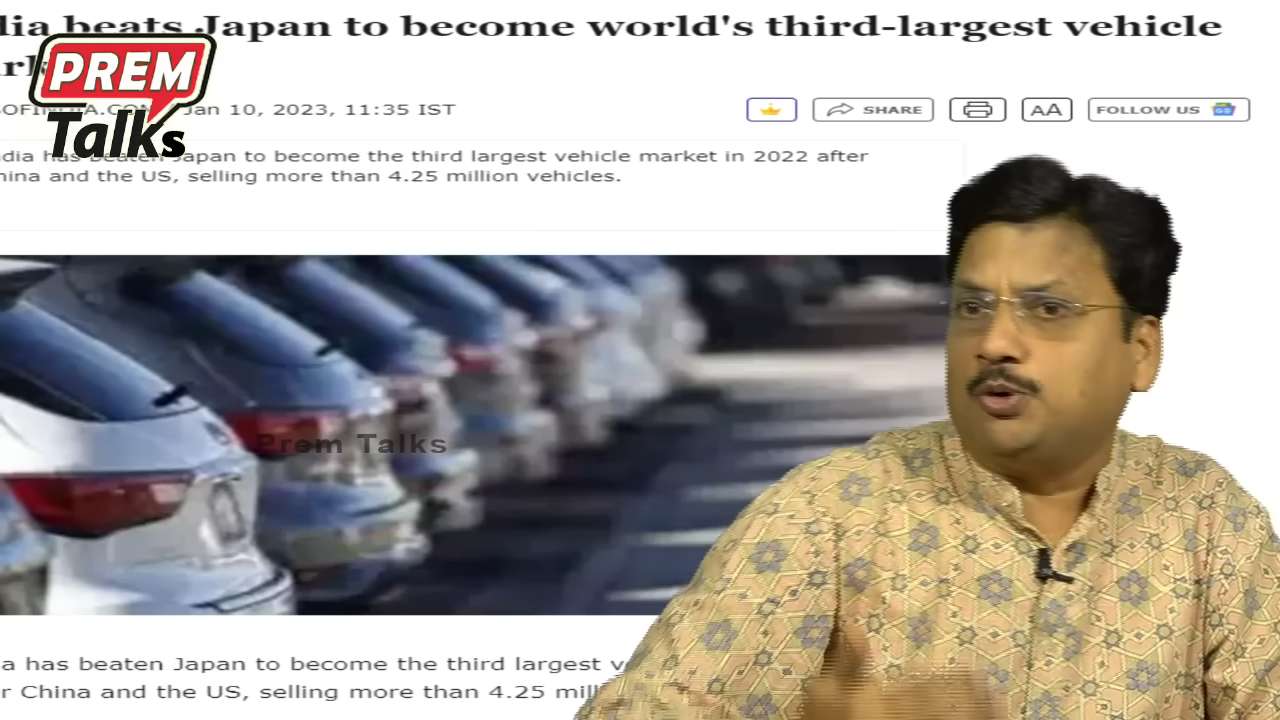 dia beats Japan to become world's third-largest vehicle
PREM
Talks
Jan 10, 2023, 11:35 IST
SHARE
AA
FOLLOW US
dia has beaten Japan to become the third largest vehicle market in 2022 after
hina and the US, selling more than 4.25 million vehicles.
Prem Talks
a has beaten Japan to become the third largest v
r China and the US, selling more than 4.25 mill